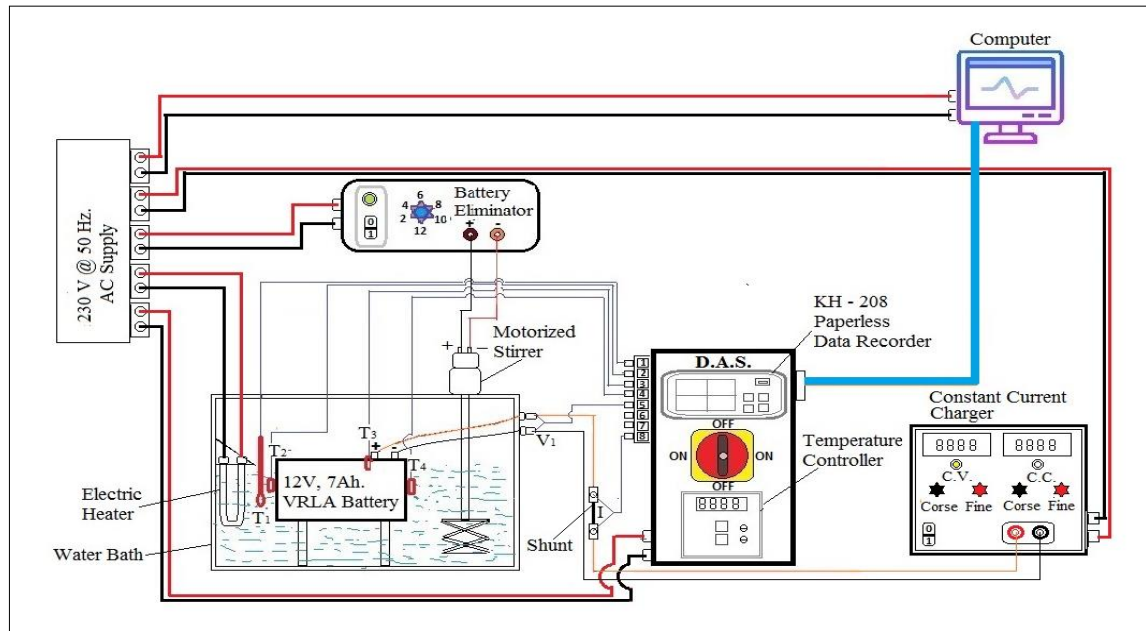 Computer
230 V @ 50 Hz.
AC Supply
0
1
2
4
6
8
10
12
Battery
Eliminator
+
-
Motorized
Stirrer
+
-
KH - 208
Paperless
Data Recorder
D.A.S.
1
2
3
4
5
6
7
8
OFF
ON
ON
OFF
8888
Temperature
Controller
Constant Current
Charger
8888
8888
C.V.
C.C.
Corse
Fine
Corse
Fine
0
1
T1
T2
T3
T4
+
-
V1
12V, 7Ah.
VRLA Battery
Electric
Heater
Water Bath
I
Shunt